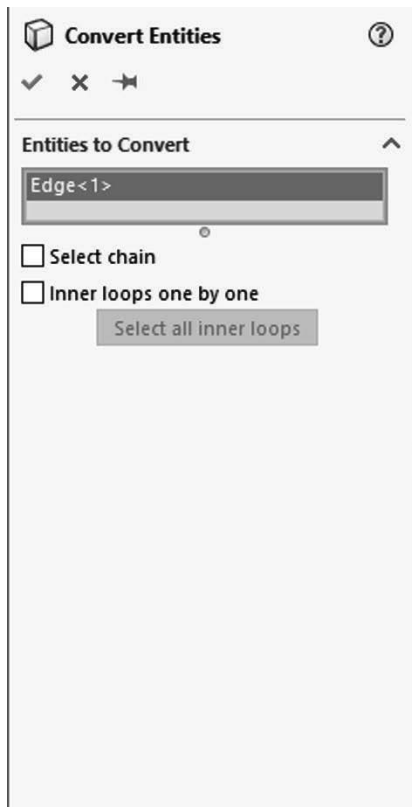 Convert Entities
Entities to Convert
Edge<1>
Select chain
Inner loops one by one
Select all inner loops